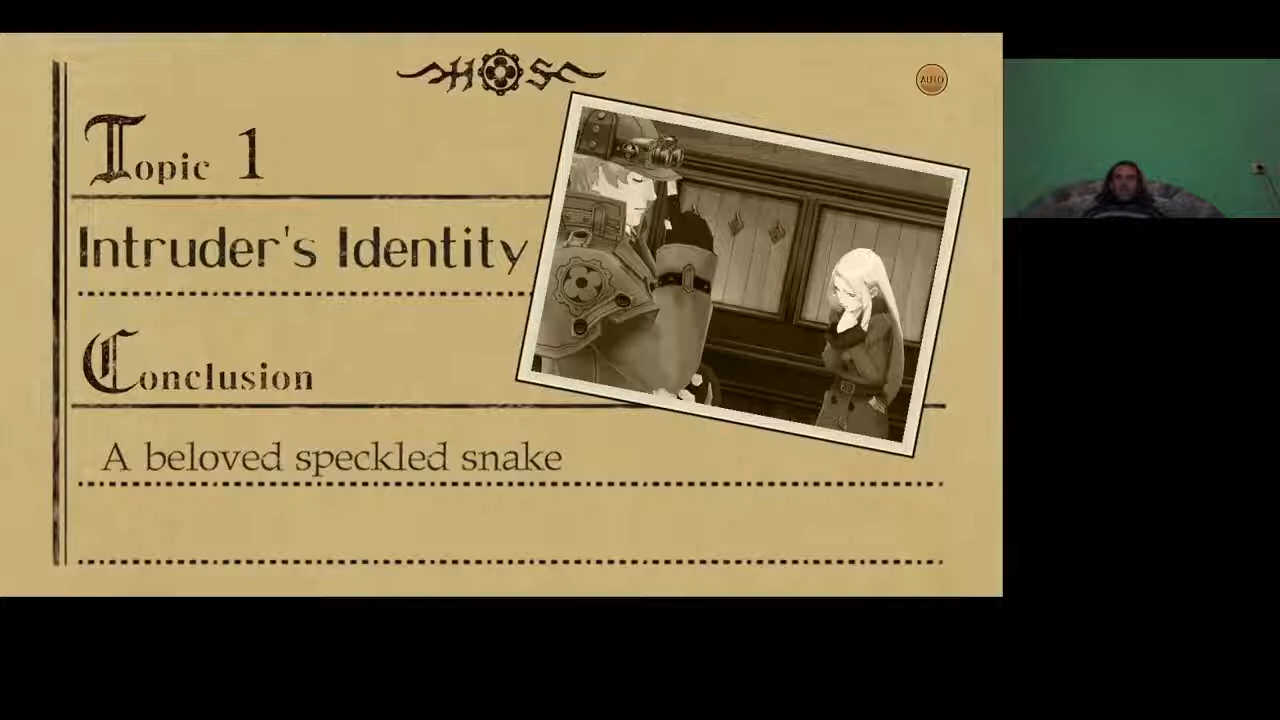 H S
AUTO
Topic 1
Intruder's Identity
Conclusion
A beloved speckled snake